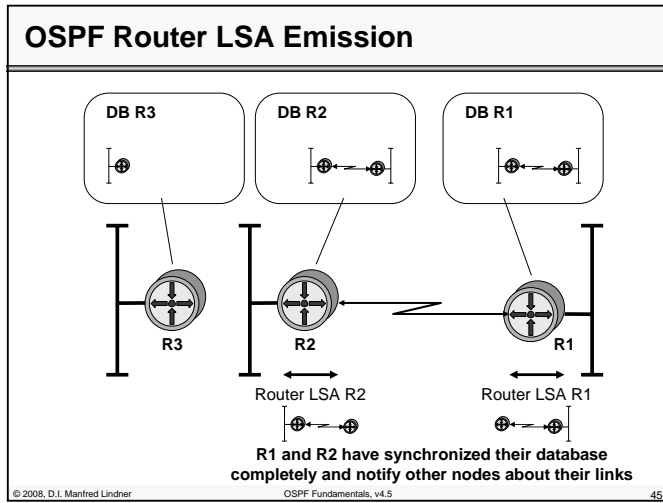 OSPF Router LSA Emission
DB R3
DB R2
DB R1
R3
R2
R1
Router LSA R2
Router LSA R1
R1 and R2 have synchronized their database
completely and notify other nodes about their links
© 2008, D.I. Manfred Lindner
OSPF Fundamentals, v4.5
45